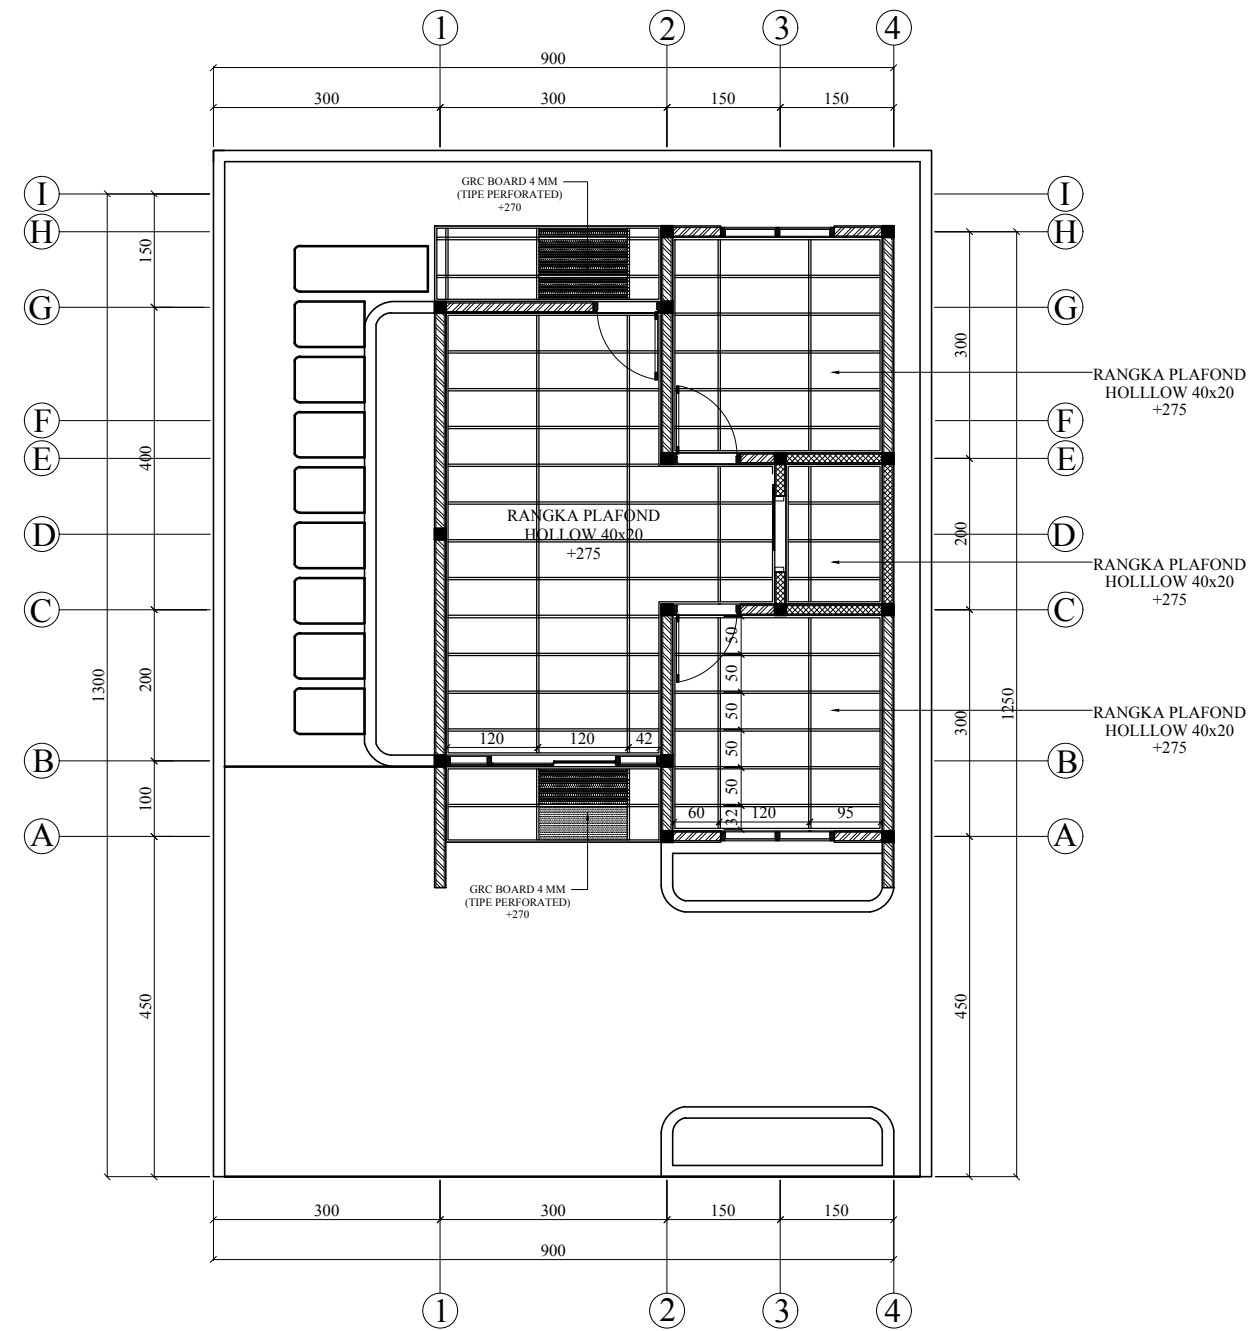 1 2 3 4
900
300 300 150 150
GRC BOARD 4 MM
(TIPE PERFORATED)
+270
I I
H H
150
G G
300
RANGKA PLAFOND
HOLLLOW 40x20
+275
F F
400
E E
RANGKA PLAFOND
HOLLOW 40x20
+275
D D
200
RANGKA PLAFOND
HOLLLOW 40x20
+275
C C
50
50
1300
200
50
300
1250
RANGKA PLAFOND
HOLLLOW 40x20
+275
120 120 42
50
B B
50
100
60 32 120 95
A A
GRC BOARD 4 MM
(TIPE PERFORATED)
+270
450 450
300 300 150 150
900
1 2 3 4